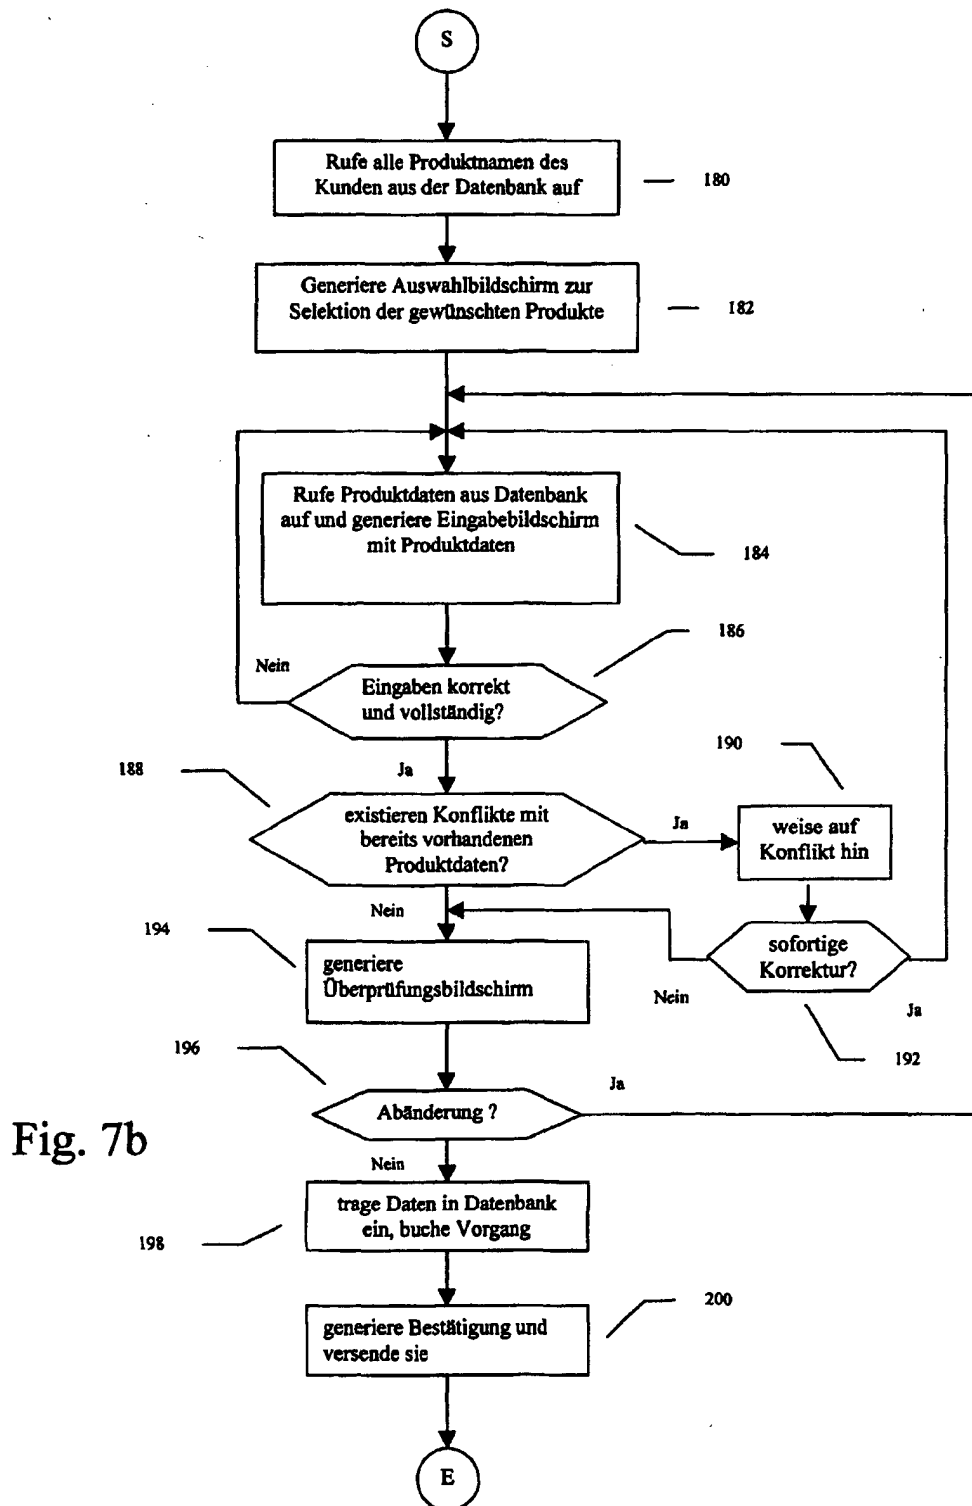 S
Rufe alle Produktnamen des
Kunden aus der Datenbank auf
180
Generiere Auswahlbildschirm zur
Selektion der gewünschten Produkte
182
Rufe Produktdaten aus Datenbank
auf und generiere Eingabebildschirm
mit Produktdaten
184
186
Nein
Eingaben korrekt
und vollständig?
Ja
188
190
existieren Konflikte mit
bereits vorhandenen
Produktdaten?
Ja
weise auf
Konflikt hin
Nein
194
generiere
Überprüfungsbildschirm
sofortige
Korrektur?
Nein
Ja
192
196
Ja
Abänderung ?
Fig. 7b
Nein
trage Daten in Datenbank
ein, buche Vorgang
198
200
generiere Bestätigung und
versende sie
E